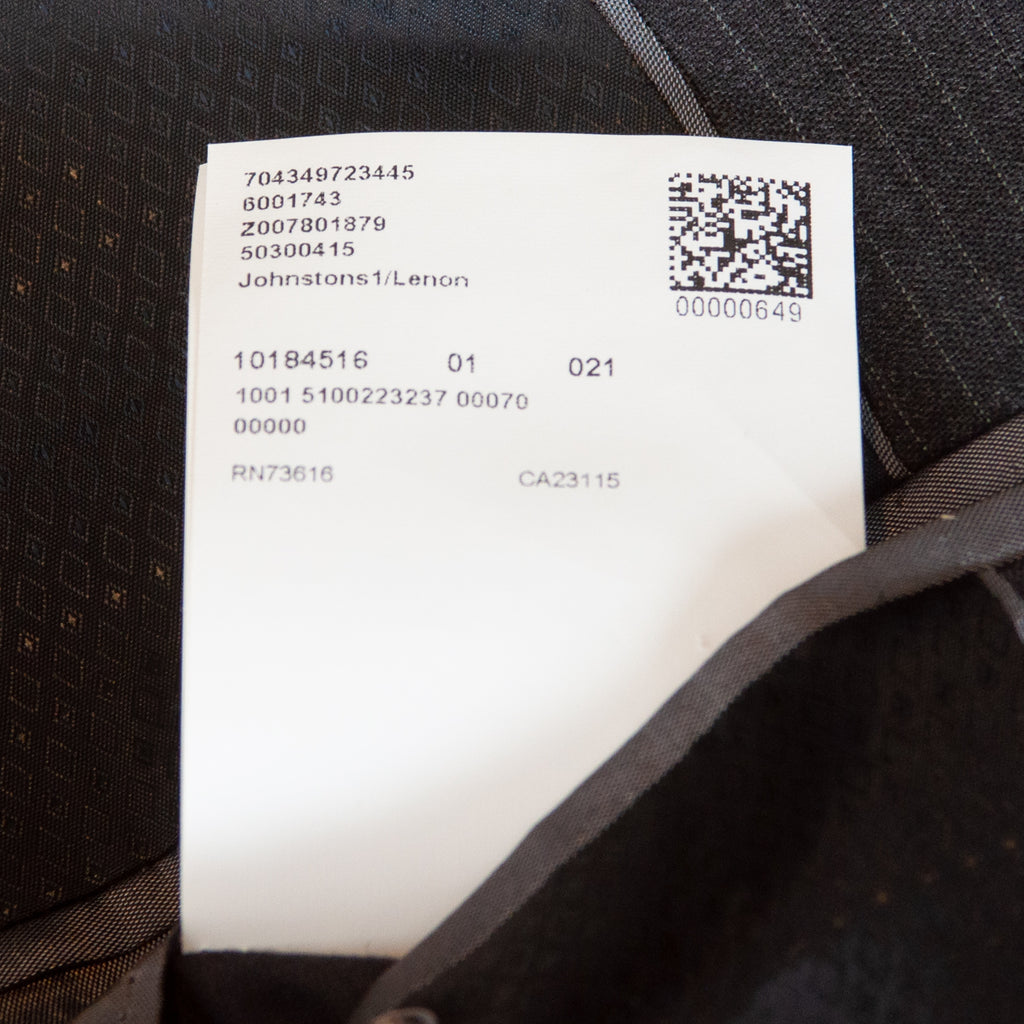 704349723445
6001743
Z007801879
50300415
Johnstons1/Lenon
00000649
10184516 01 021
1001 5100223237 00070
00000
RN73616 CA23115